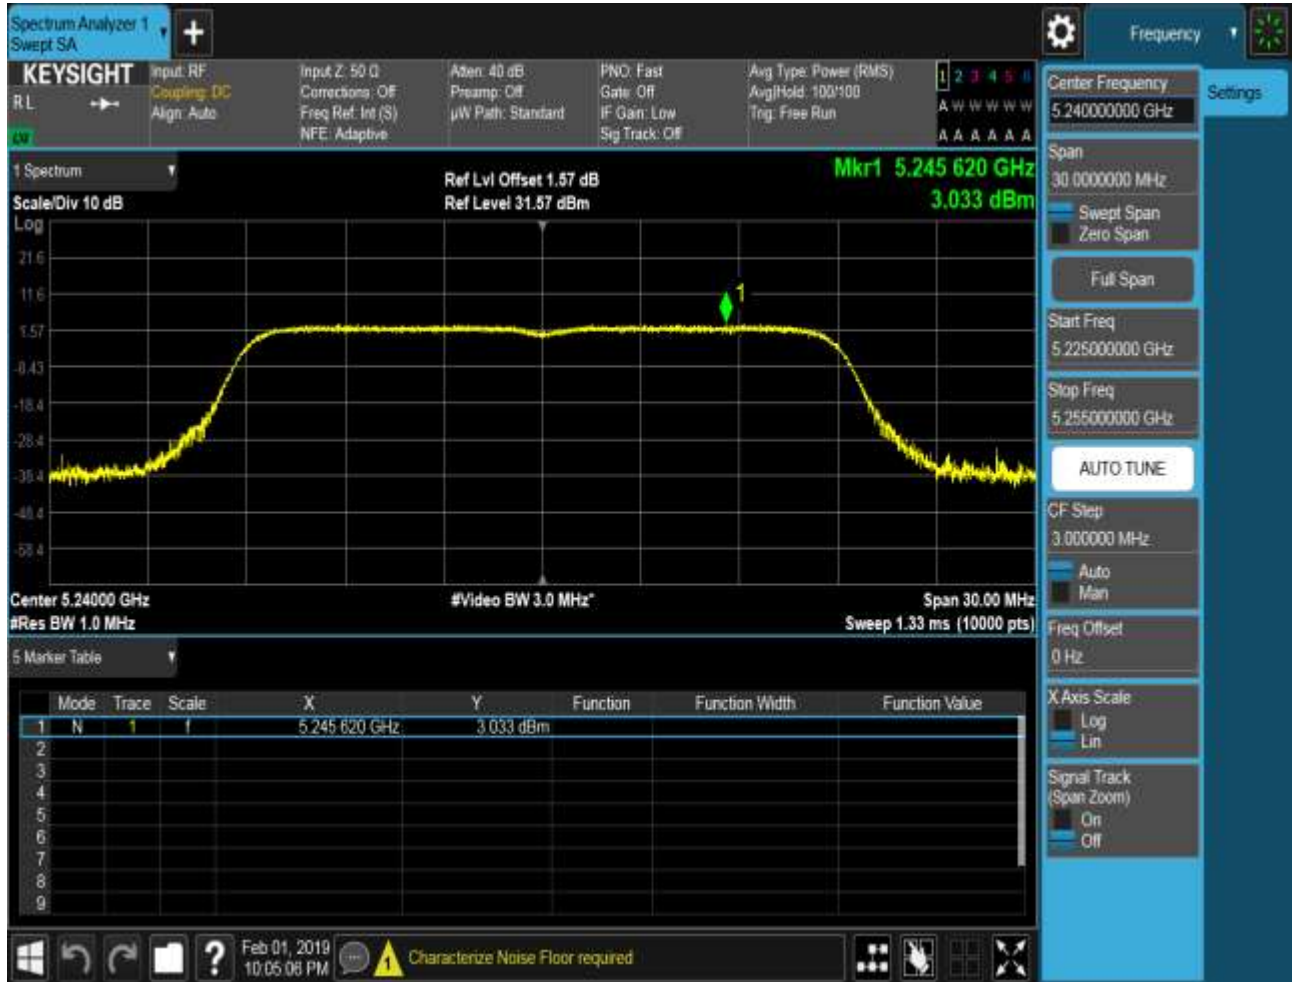 Spectrum Analyzer 1
Swept SA
Frequency
KEYSIGHT
R L
Input: RF
Coupling: DC
Align: Auto
Input Z: 50 Ω
Corrections: Off
Freq Ref: Int (S)
NFE: Adaptive
Atten: 40 dB
Preamp: Off
µW Path: Standard
PNO: Fast
Gate: Off
IF Gain: Low
Sig Track: Off
Avg Type: Power (RMS)
Avg|Hold: 100/100
Trig: Free Run
1 2 3 4 5 6
A W W W W W
A A A A A A
1 Spectrum
Scale/Div 10 dB
Ref Lvl Offset 1.57 dB
Ref Level 31.57 dBm
Mkr1 5.245 620 GHz
3.033 dBm
Log
21.6
11.6
1.57
-8.43
-18.4
-28.4
-38.4
-48.4
-58.4
1
Center 5.24000 GHz
#Res BW 1.0 MHz
#Video BW 3.0 MHz*
Span 30.00 MHz
Sweep 1.33 ms (10000 pts)
5 Marker Table
Mode Trace Scale X Y Function Function Width Function Value
1 N 1 f 5.245 620 GHz 3.033 dBm
2
3
4
5
6
7
8
9
Feb 01, 2019
10:05:06 PM
Characterize Noise Floor required
Center Frequency
5.240000000 GHz
Settings
Span
30.0000000 MHz
Swept Span
Zero Span
Full Span
Start Freq
5.225000000 GHz
Stop Freq
5.255000000 GHz
AUTO TUNE
CF Step
3.000000 MHz
Auto
Man
Freq Offset
0 Hz
X Axis Scale
Log
Lin
Signal Track
(Span Zoom)
On
Off